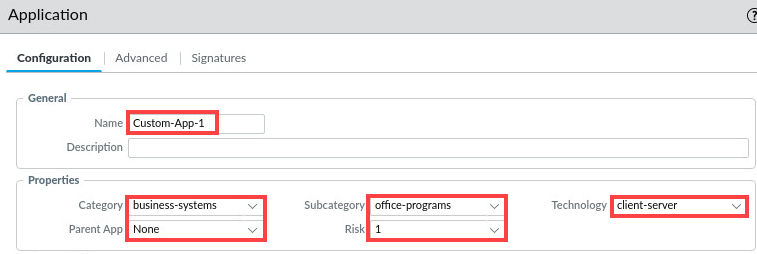 Application
?
Configuration Advanced Signatures
General
Name Custom-App-1
Description
Properties
Category business-systems Subcategory office-programs Technology client-server
Parent App None Risk 1